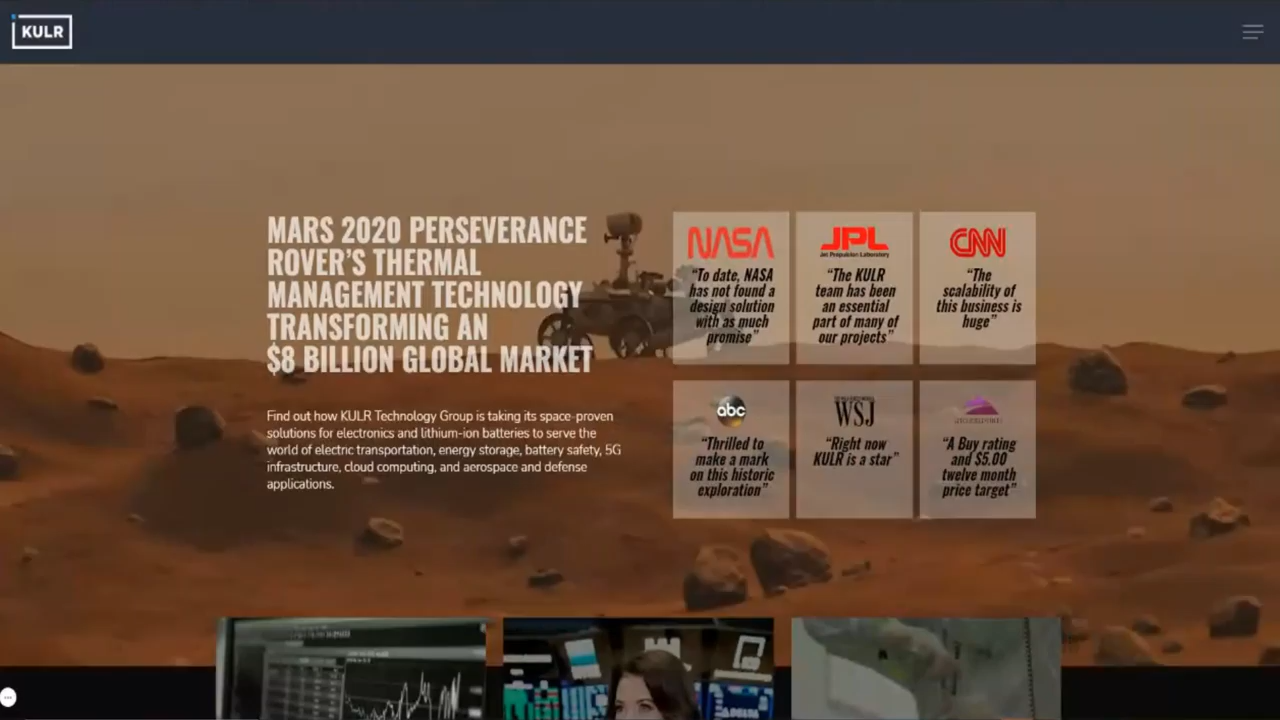 KULR
MARS 2020 PERSEVERANCE
ROVER'S THERMAL
MANAGEMENT TECHNOLOGY
TRANSFORMING AN
$8 BILLION GLOBAL MARKET
Find out how KULR Technology Group is taking its space-proven
solutions for electronics and lithium-ion batteries to serve the
world of electric transportation, energy storage, battery safety, 5G
infrastructure, cloud computing, and aerospace and defense
applications.
NASA
“To date, NASA
has not found a
design solution
with as much
promise”
JPL
Jet Propulsion Laboratory
“The KULR
team has been
an essential
part of many of
our projects”
CNN
“The
scalability of
this business is
huge”
abc
“Thrilled to
make a mark
on this historic
exploration”
WSJ
“Right now
KULR is a star”
“A Buy rating
and $5.00
twelve month
price target”